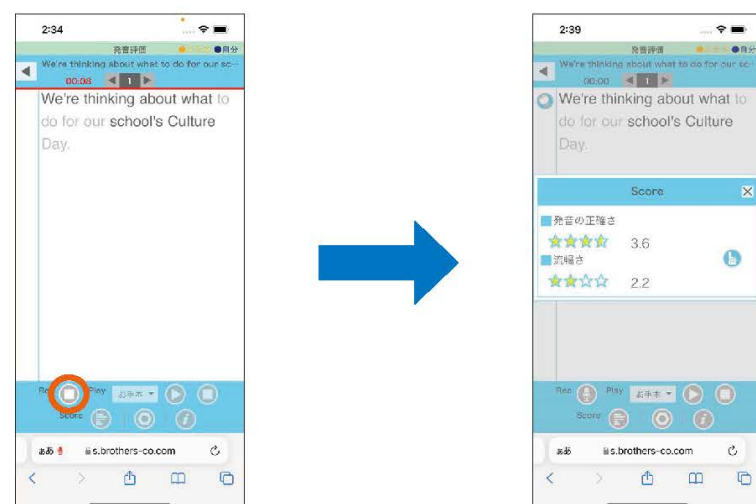 2:34
発音評価
自分
We're thinking about what to do for our sc…
00:08
1
We're thinking about what to
do for our school's Culture
Day.
Rec
Play
お手本
Score
ああ
s.brothers-co.com
2:39
発音評価
自分
We're thinking about what to do for our sc…
00:00
1
We're thinking about what to
do for our school's Culture
Day.
Score
発音の正確さ
3.6
流暢さ
2.2
Rec
Play
お手本
Score
ああ
s.brothers-co.com